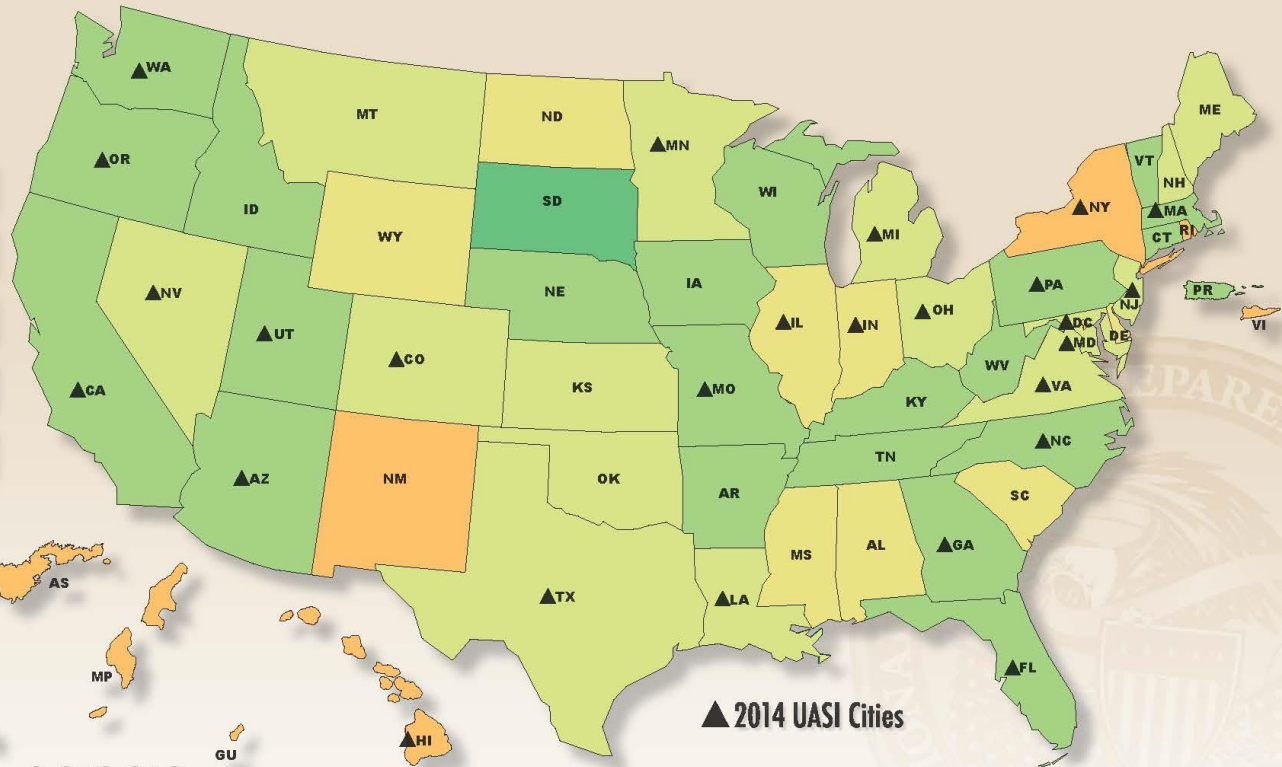 ▲WA
MT
ND
▲MN
ME
▲OR
ID
WY
SD
WI
▲MI
▲NY
VT
NH
▲MA
CT
RI
▲NV
▲UT
▲CO
NE
IA
▲IL
▲IN
▲OH
▲PA
NJ
PR
VI
▲CA
KS
▲MO
KY
WV
▲DC
▲MD
DE
▲VA
▲AZ
NM
OK
AR
TN
▲NC
SC
▲TX
▲LA
MS
AL
▲GA
▲FL
AS
MP
GU
▲HI
▲ 2014 UASI Cities
EPARE